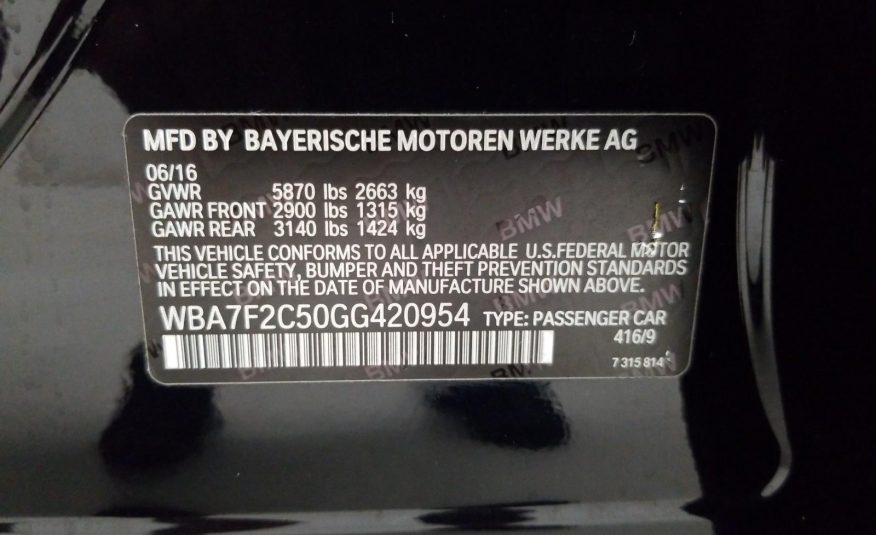 MFD BY BAYERISCHE MOTOREN WERKE AG
06/16
GVWR 5870 lbs 2663 kg
GAWR FRONT 2900 lbs 1315 kg
GAWR REAR 3140 lbs 1424 kg
THIS VEHICLE CONFORMS TO ALL APPLICABLE U.S.FEDERAL MOTOR
VEHICLE SAFETY, BUMPER AND THEFT PREVENTION STANDARDS
IN EFFECT ON THE DATE OF MANUFACTURE SHOWN ABOVE.
WBA7F2C50GG420954 TYPE: PASSENGER CAR
416/9
7 315 814
BMW
BMW
BMW